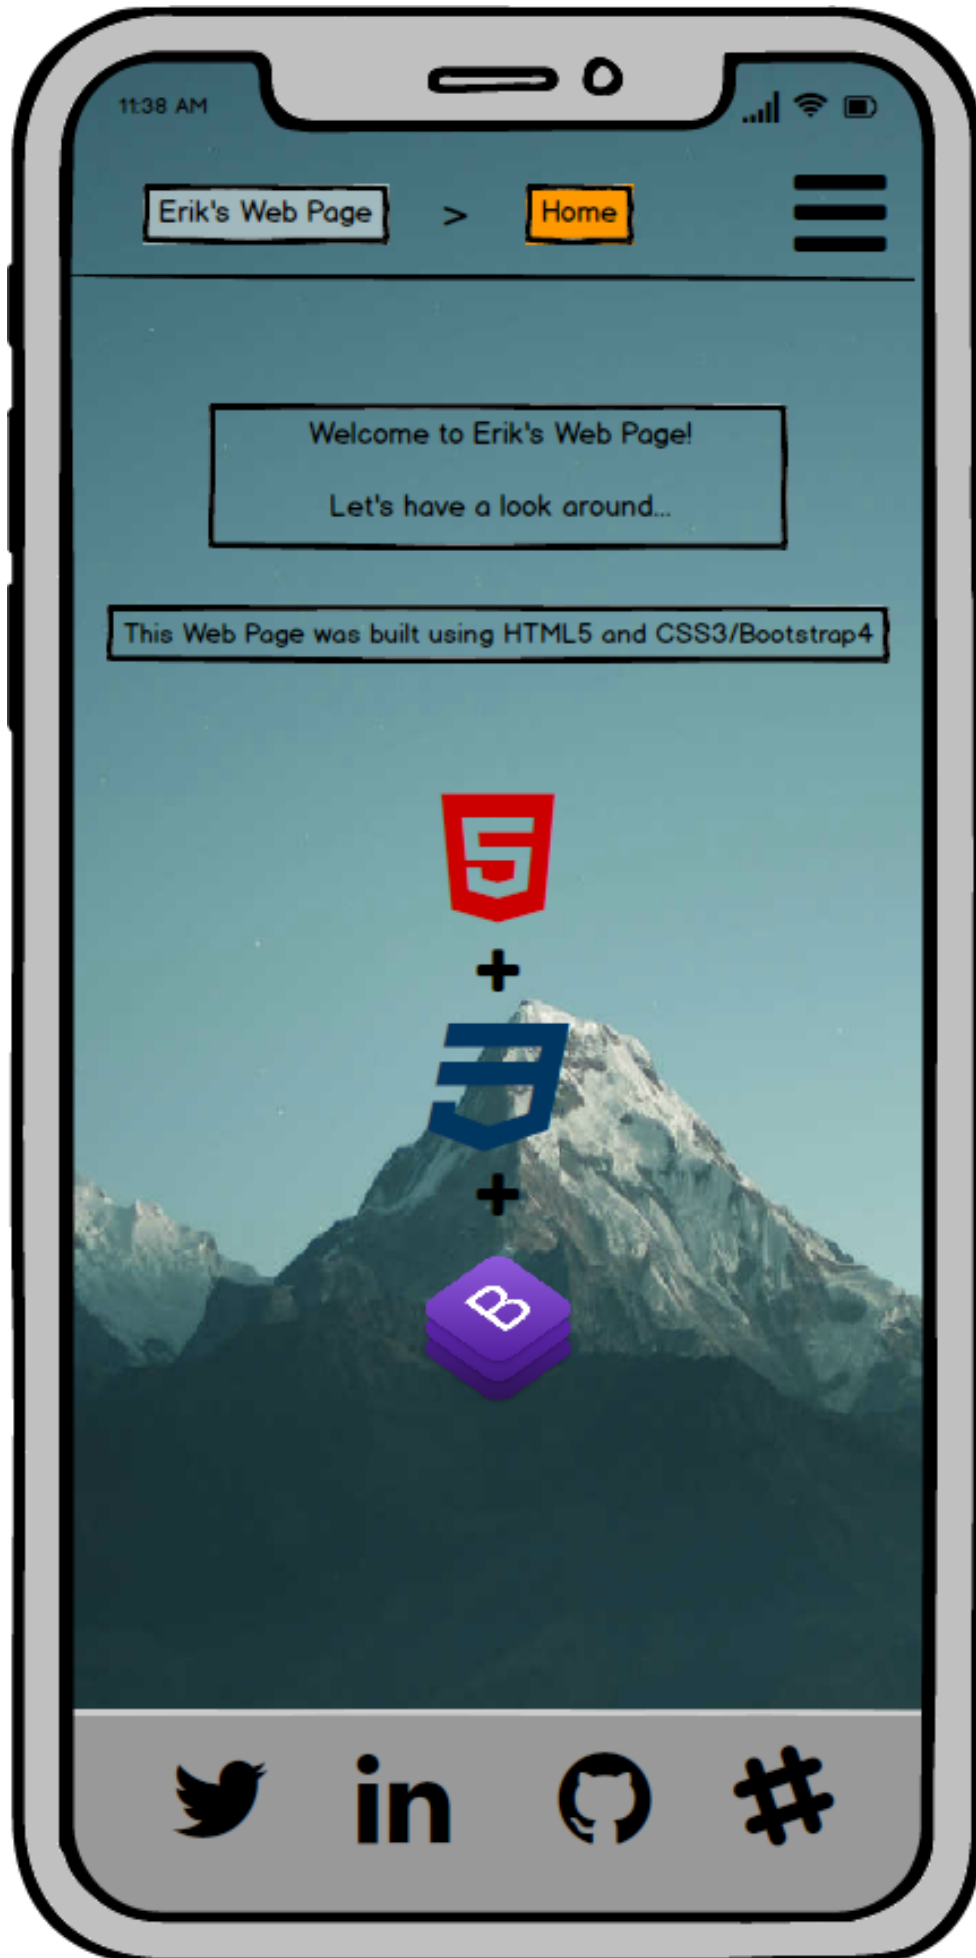 11:38 AM
Erik's Web Page > Home
Welcome to Erik's Web Page!
Let's have a look around...
This Web Page was built using HTML5 and CSS3/Bootstrap4
5
+
3
+
B
in